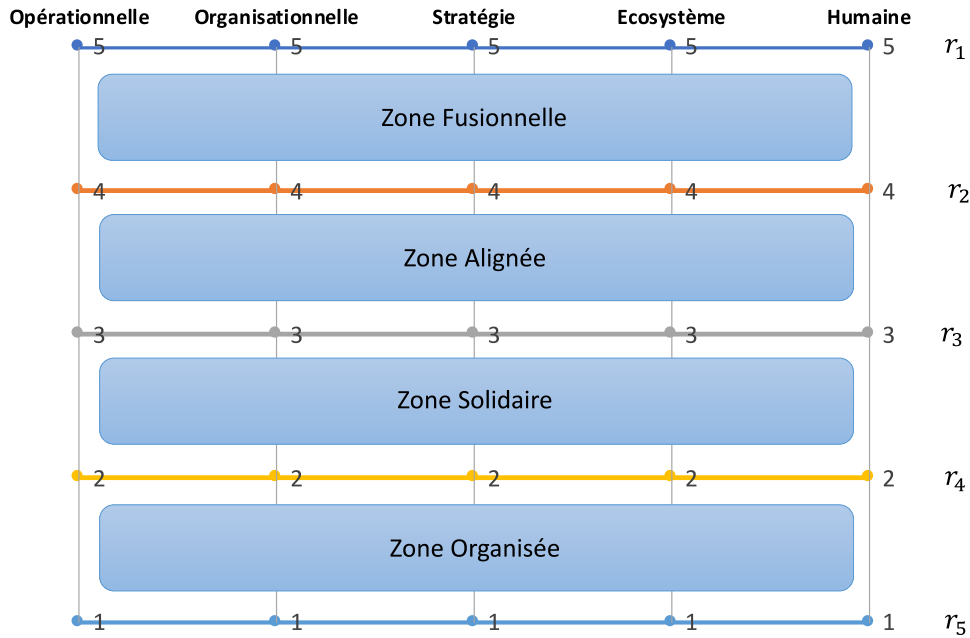 Opérationnelle Organisationnelle Stratégie Ecosystème Humaine
5 5 5 5 5 r₁
Zone Fusionnelle
4 4 4 4 4 r₂
Zone Alignée
3 3 3 3 3 r₃
Zone Solidaire
2 2 2 2 2 r₄
Zone Organisée
1 1 1 1 1 r₅